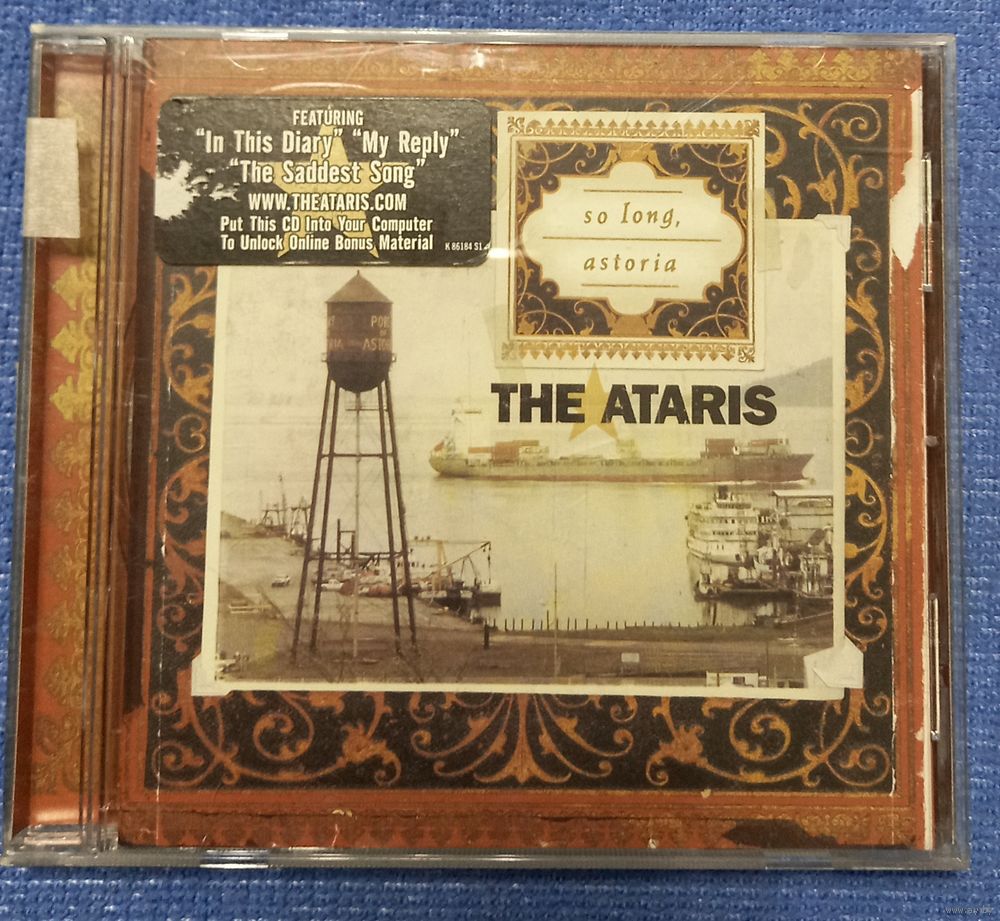 FEATURING
“In This Diary” “My Reply”
“The Saddest Song”
WWW.THEATARIS.COM
Put This CD Into Your Computer
To Unlock Online Bonus Material
K 86184 S1
so long,
astoria
THE ATARIS